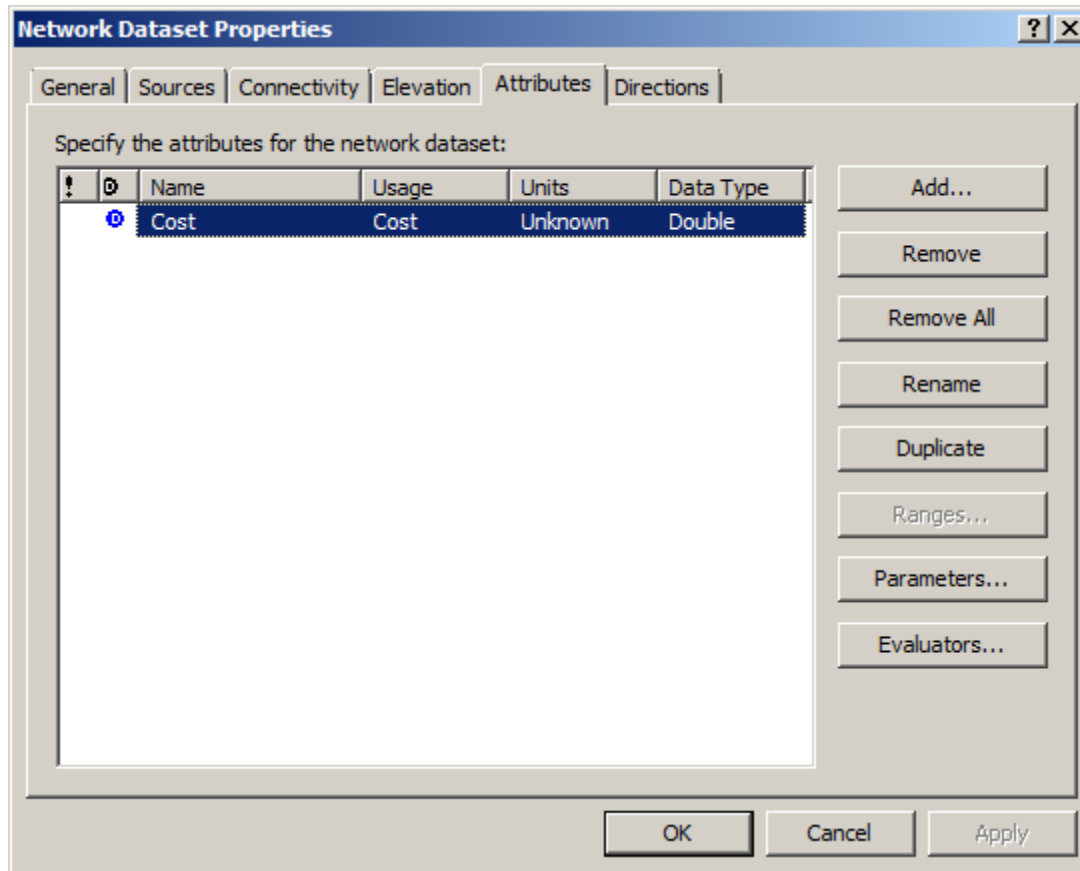 Network Dataset Properties
General Sources Connectivity Elevation Attributes Directions
Specify the attributes for the network dataset:
! D Name Usage Units Data Type
D Cost Cost Unknown Double
Add...
Remove
Remove All
Rename
Duplicate
Ranges...
Parameters...
Evaluators...
OK Cancel Apply